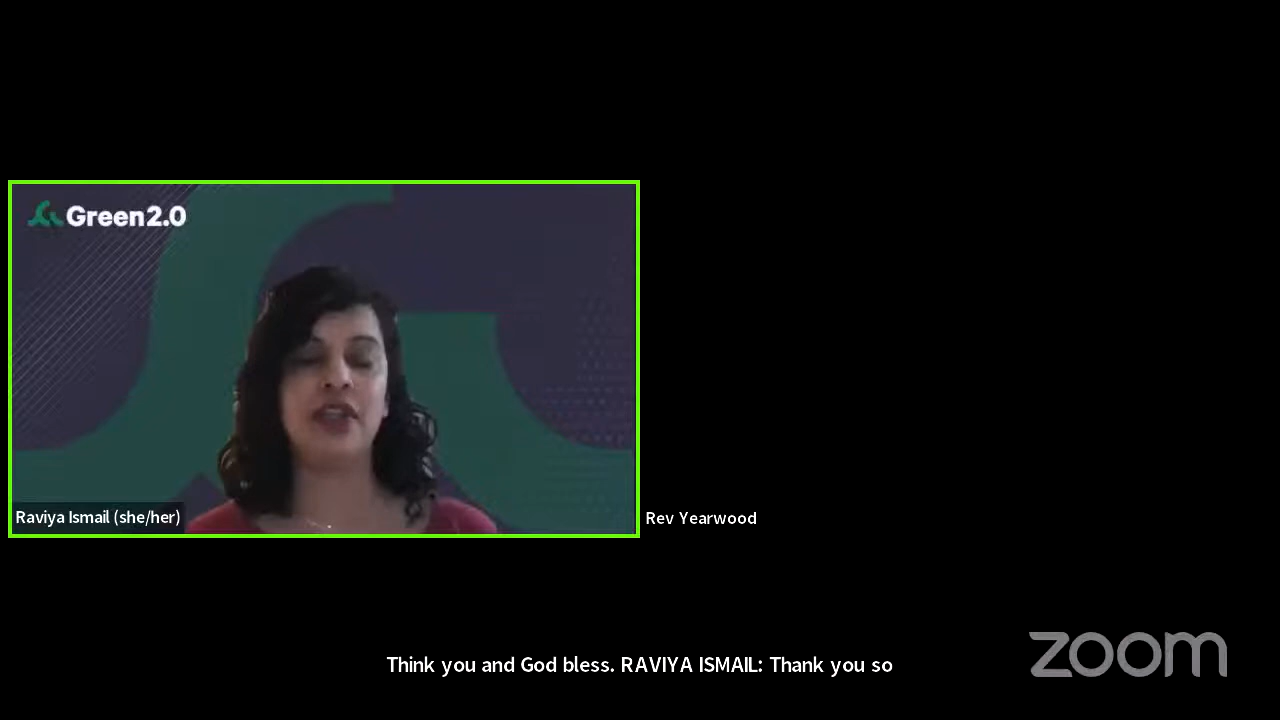 Green2.0
Raviya Ismail (she/her)
Rev Yearwood
Think you and God bless. RAVIYA ISMAIL: Thank you so
zoom